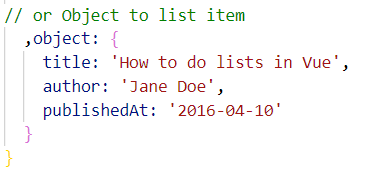 // or Object to list item
,object: {
title: 'How to do lists in Vue',
author: 'Jane Doe',
publishedAt: '2016-04-10'
}
}